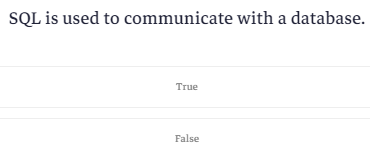 SQL is used to communicate with a database.
True
False